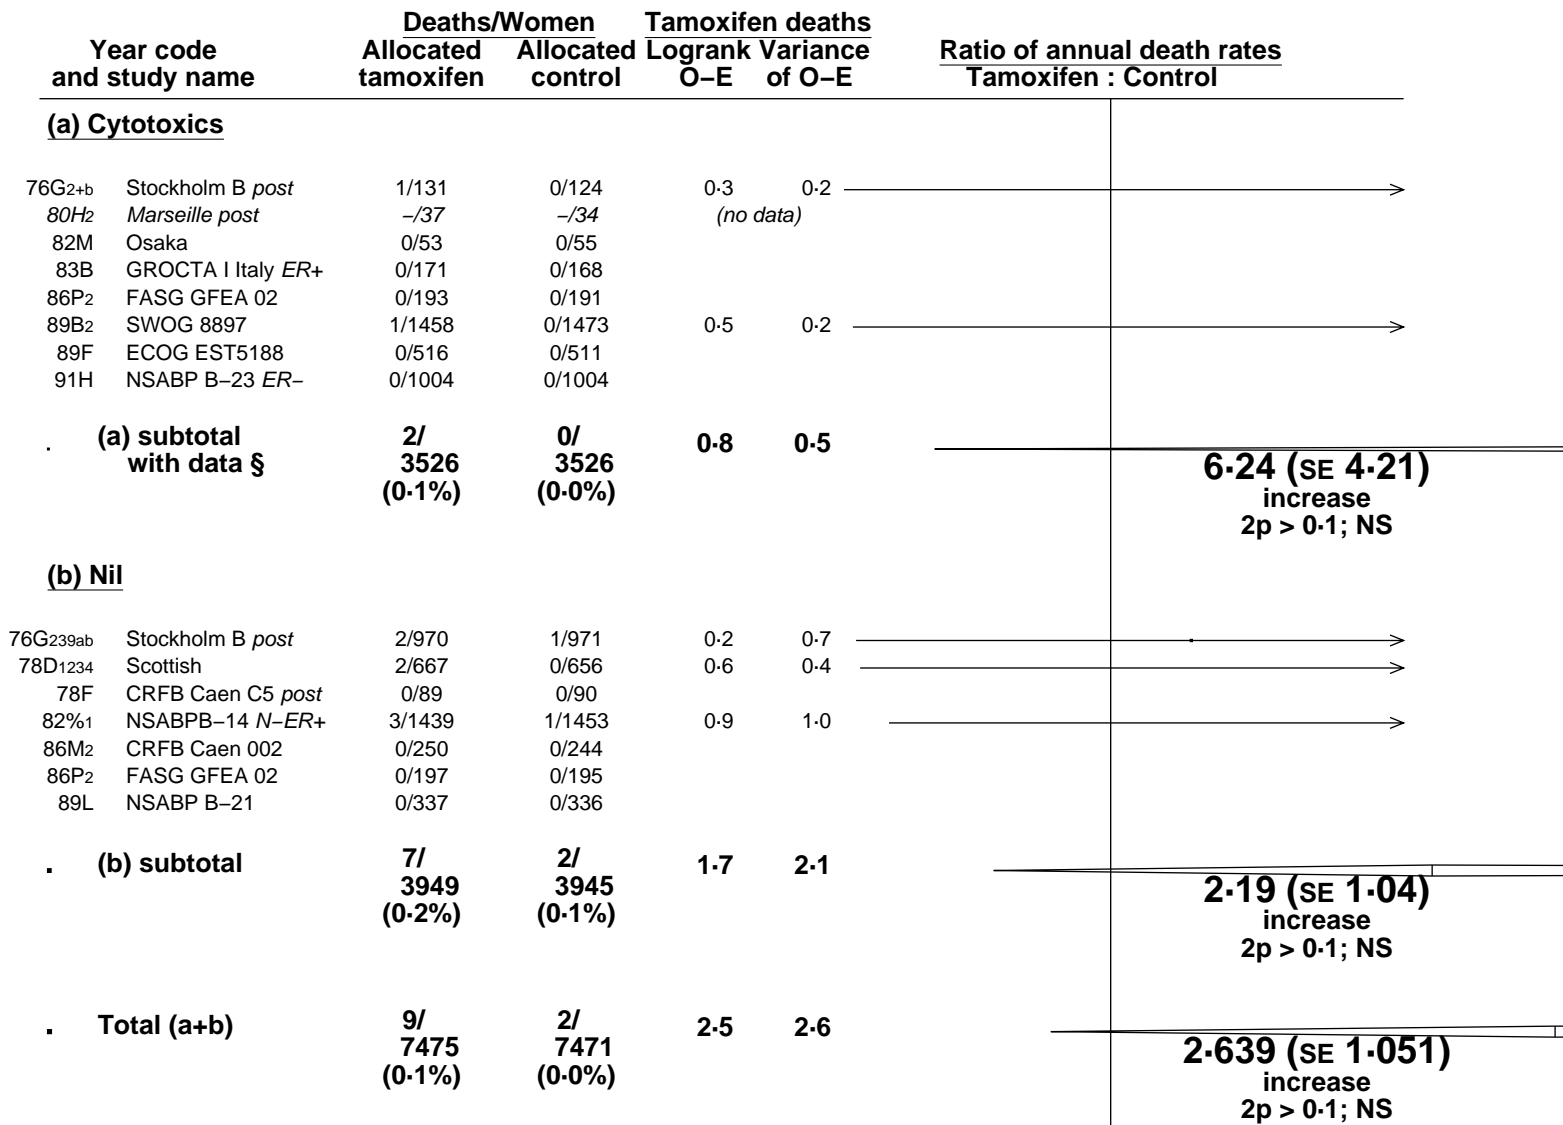 Deaths/Women Tamoxifen deaths
Year code Allocated Allocated Logrank Variance Ratio of annual death rates
and study name tamoxifen control O–E of O–E Tamoxifen : Control
(a) Cytotoxics
76G2+b Stockholm B post 1/131 0/124 0·3 0·2
80H2 Marseille post –/37 –/34 (no data)
82M Osaka 0/53 0/55
83B GROCTA I Italy ER+ 0/171 0/168
86P2 FASG GFEA 02 0/193 0/191
89B2 SWOG 8897 1/1458 0/1473 0·5 0·2
89F ECOG EST5188 0/516 0/511
91H NSABP B–23 ER– 0/1004 0/1004
(a) subtotal 2/ 0/ 0·8 0·5
with data § 3526 3526 6·24 (SE 4·21)
(0·1%) (0·0%) increase
2p > 0·1; NS
(b) Nil
76G239ab Stockholm B post 2/970 1/971 0·2 0·7
78D1234 Scottish 2/667 0/656 0·6 0·4
78F CRFB Caen C5 post 0/89 0/90
82%1 NSABPB–14 N–ER+ 3/1439 1/1453 0·9 1·0
86M2 CRFB Caen 002 0/250 0/244
86P2 FASG GFEA 02 0/197 0/195
89L NSABP B–21 0/337 0/336
(b) subtotal 7/ 2/ 1·7 2·1
3949 3945 2·19 (SE 1·04)
(0·2%) (0·1%) increase
2p > 0·1; NS
Total (a+b) 9/ 2/ 2·5 2·6
7475 7471 2·639 (SE 1·051)
(0·1%) (0·0%) increase
2p > 0·1; NS